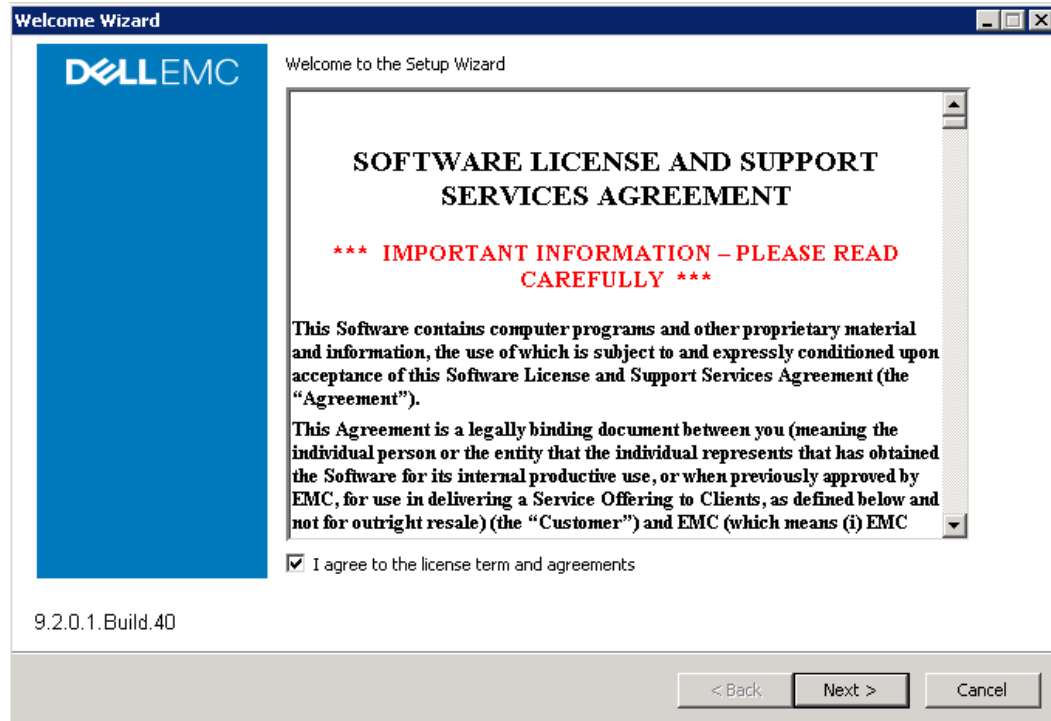 Welcome Wizard
DELLEMC
Welcome to the Setup Wizard
SOFTWARE LICENSE AND SUPPORT
SERVICES AGREEMENT
*** IMPORTANT INFORMATION – PLEASE READ
CAREFULLY ***
This Software contains computer programs and other proprietary material
and information, the use of which is subject to and expressly conditioned upon
acceptance of this Software License and Support Services Agreement (the
“Agreement”).
This Agreement is a legally binding document between you (meaning the
individual person or the entity that the individual represents that has obtained
the Software for its internal productive use, or when previously approved by
EMC, for use in delivering a Service Offering to Clients, as defined below and
not for outright resale) (the “Customer”) and EMC (which means (i) EMC
I agree to the license term and agreements
9.2.0.1.Build.40
< Back
Next >
Cancel